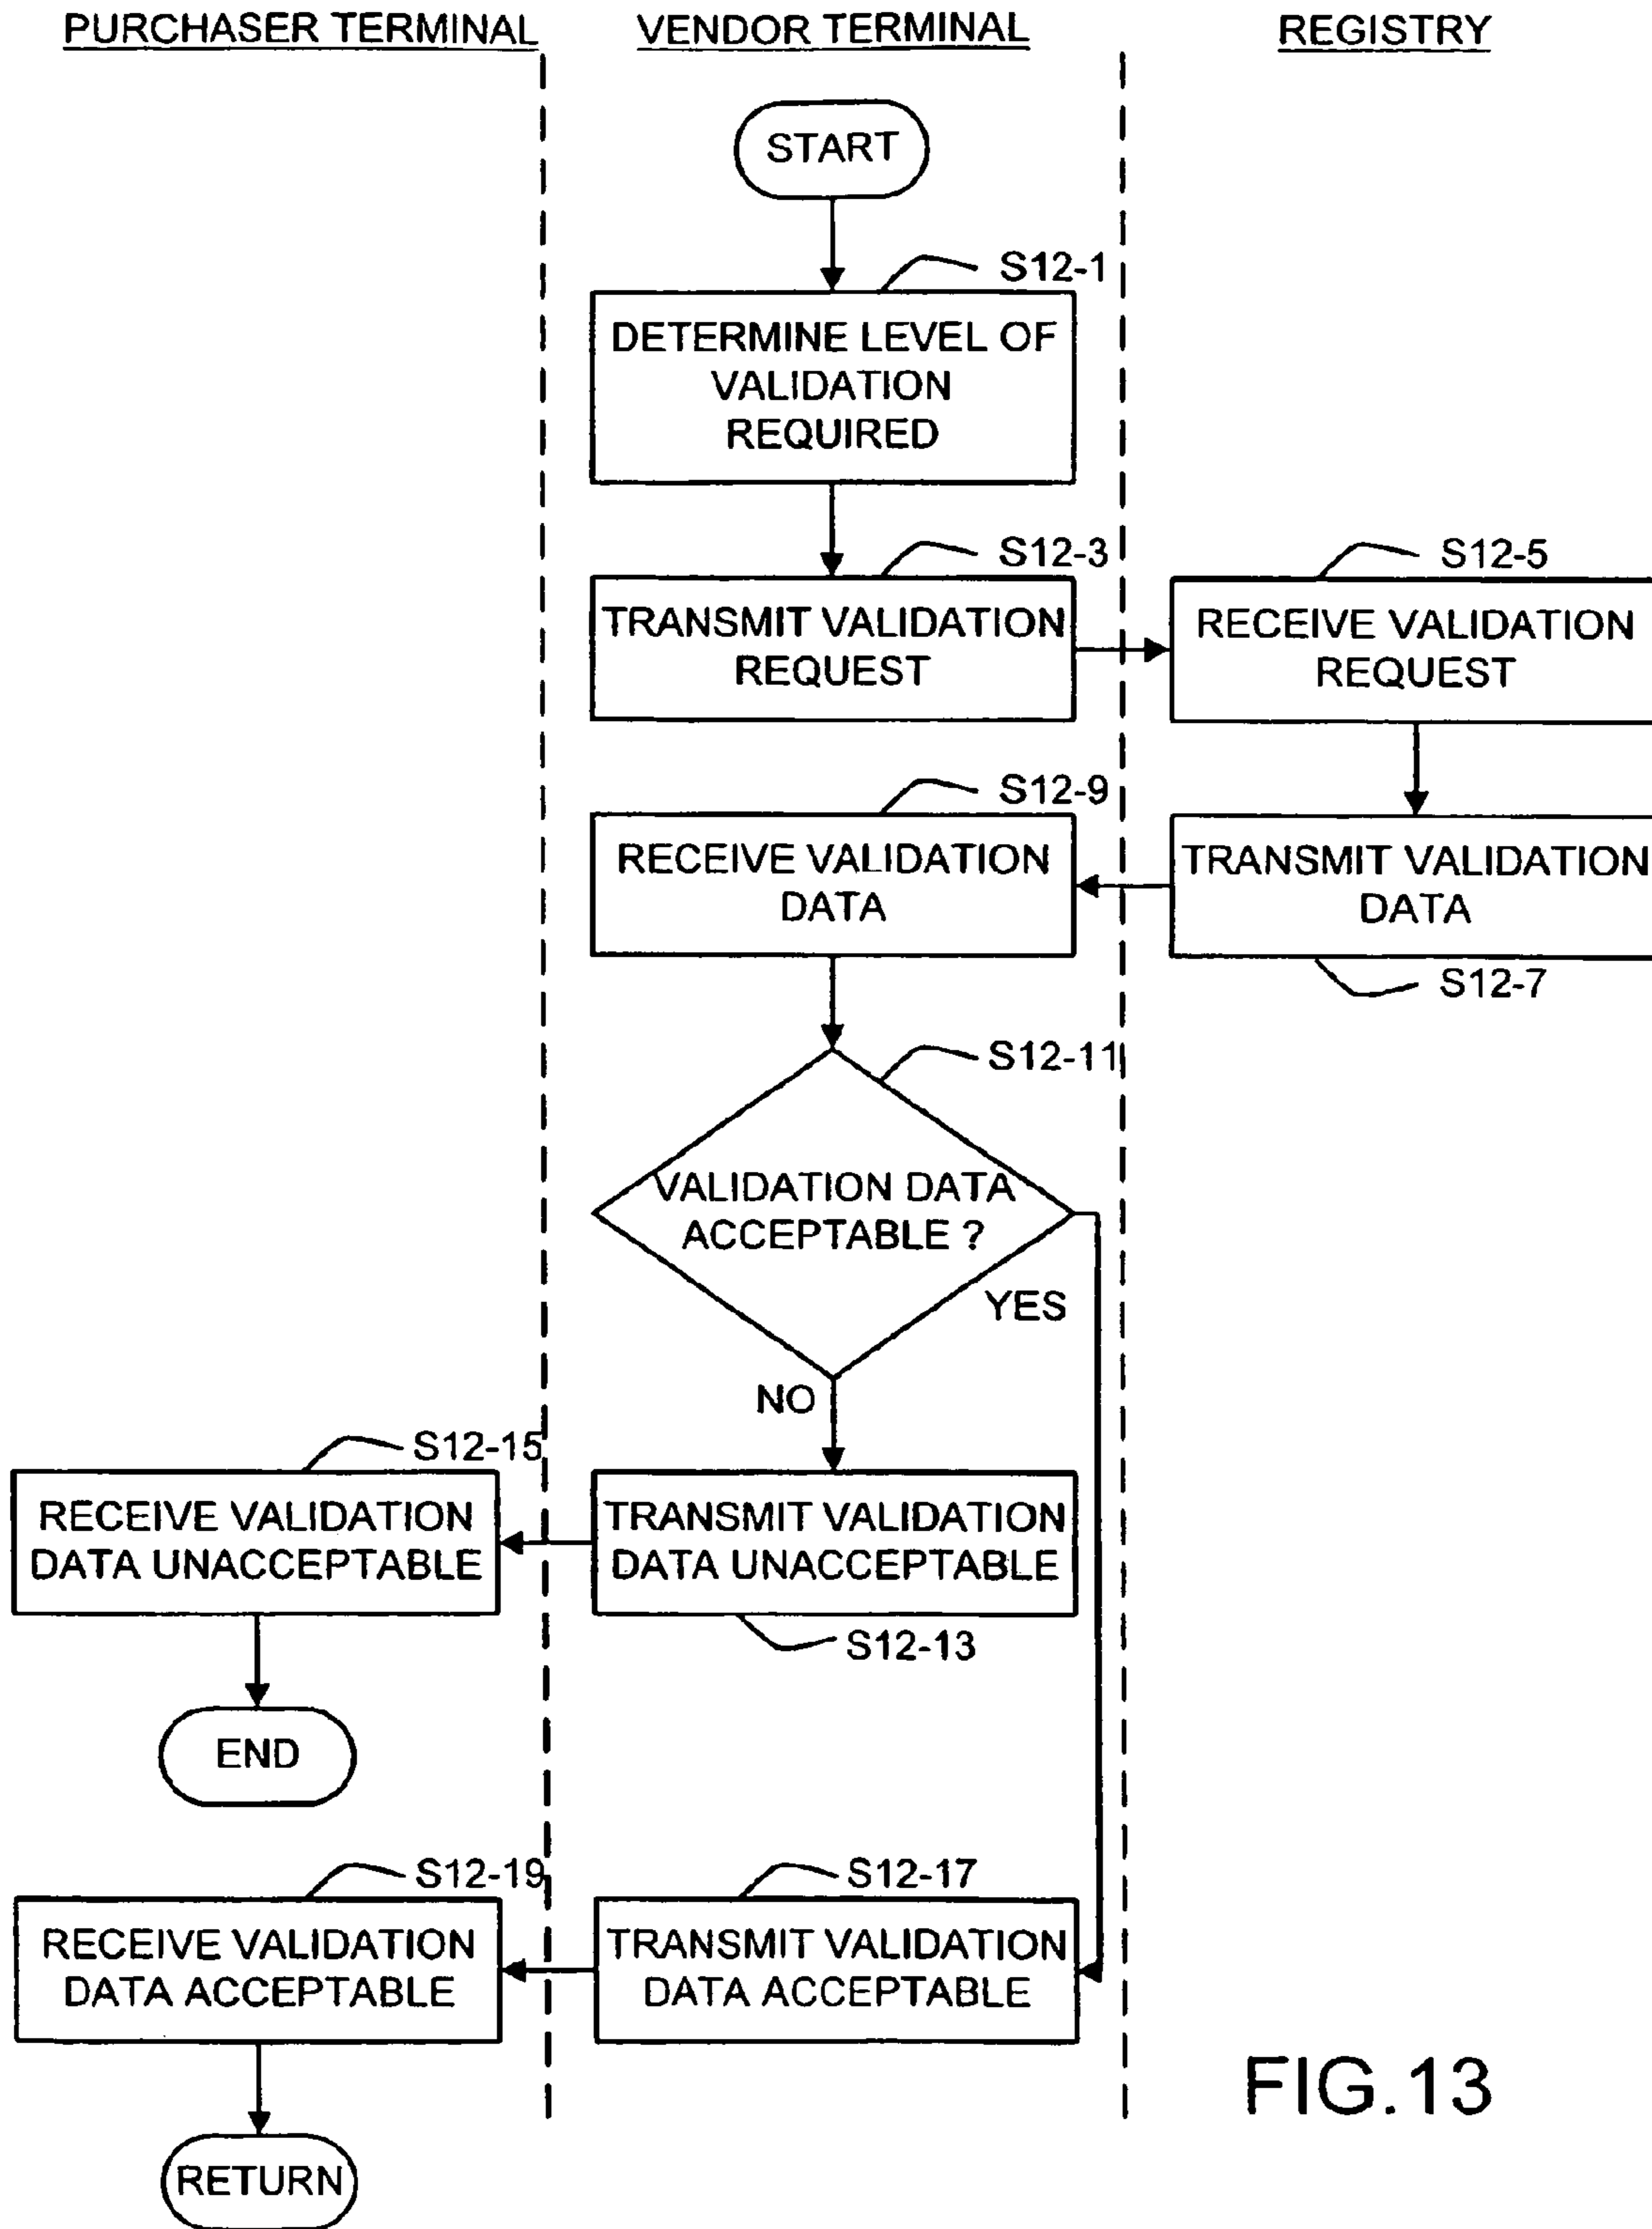 PURCHASER TERMINAL
VENDOR TERMINAL
REGISTRY
START
S12-1
DETERMINE LEVEL OF
VALIDATION
REQUIRED
S12-3
TRANSMIT VALIDATION
REQUEST
S12-5
RECEIVE VALIDATION
REQUEST
S12-9
RECEIVE VALIDATION
DATA
TRANSMIT VALIDATION
DATA
S12-7
S12-11
VALIDATION DATA
ACCEPTABLE ?
YES
NO
S12-15
RECEIVE VALIDATION
DATA UNACCEPTABLE
TRANSMIT VALIDATION
DATA UNACCEPTABLE
S12-13
END
S12-19
RECEIVE VALIDATION
DATA ACCEPTABLE
S12-17
TRANSMIT VALIDATION
DATA ACCEPTABLE
RETURN
FIG.13